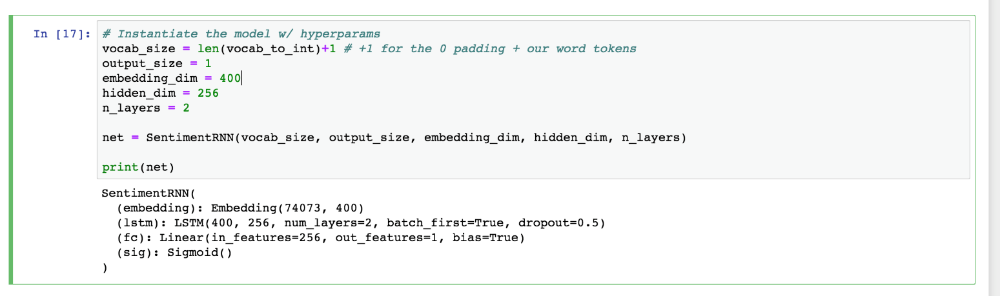 In [17]: # Instantiate the model w/ hyperparams
vocab_size = len(vocab_to_int)+1 # +1 for the 0 padding + our word tokens
output_size = 1
embedding_dim = 400
hidden_dim = 256
n_layers = 2
net = SentimentRNN(vocab_size, output_size, embedding_dim, hidden_dim, n_layers)
print(net)
SentimentRNN(
  (embedding): Embedding(74073, 400)
  (lstm): LSTM(400, 256, num_layers=2, batch_first=True, dropout=0.5)
  (fc): Linear(in_features=256, out_features=1, bias=True)
  (sig): Sigmoid()
)